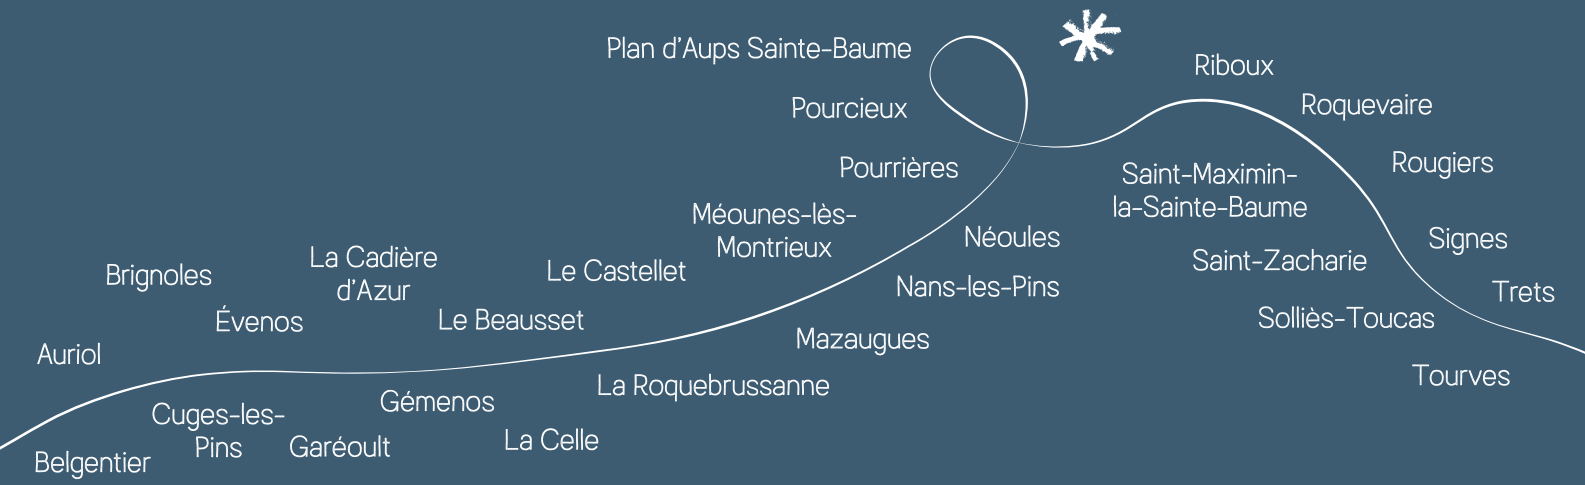 Plan d'Aups Sainte-Baume
Riboux
Pourcieux
Roquevaire
Pourrières
Rougiers
Saint-Maximin-
la-Sainte-Baume
Méounes-lès-
Montrieux
Néoules
Signes
La Cadière
d'Azur
Brignoles
Le Castellet
Saint-Zacharie
Nans-les-Pins
Trets
Évenos
Le Beausset
Solliès-Toucas
Mazaugues
Auriol
Tourves
La Roquebrussanne
Gémenos
Cuges-les-
Pins
Garéoult
La Celle
Belgentier